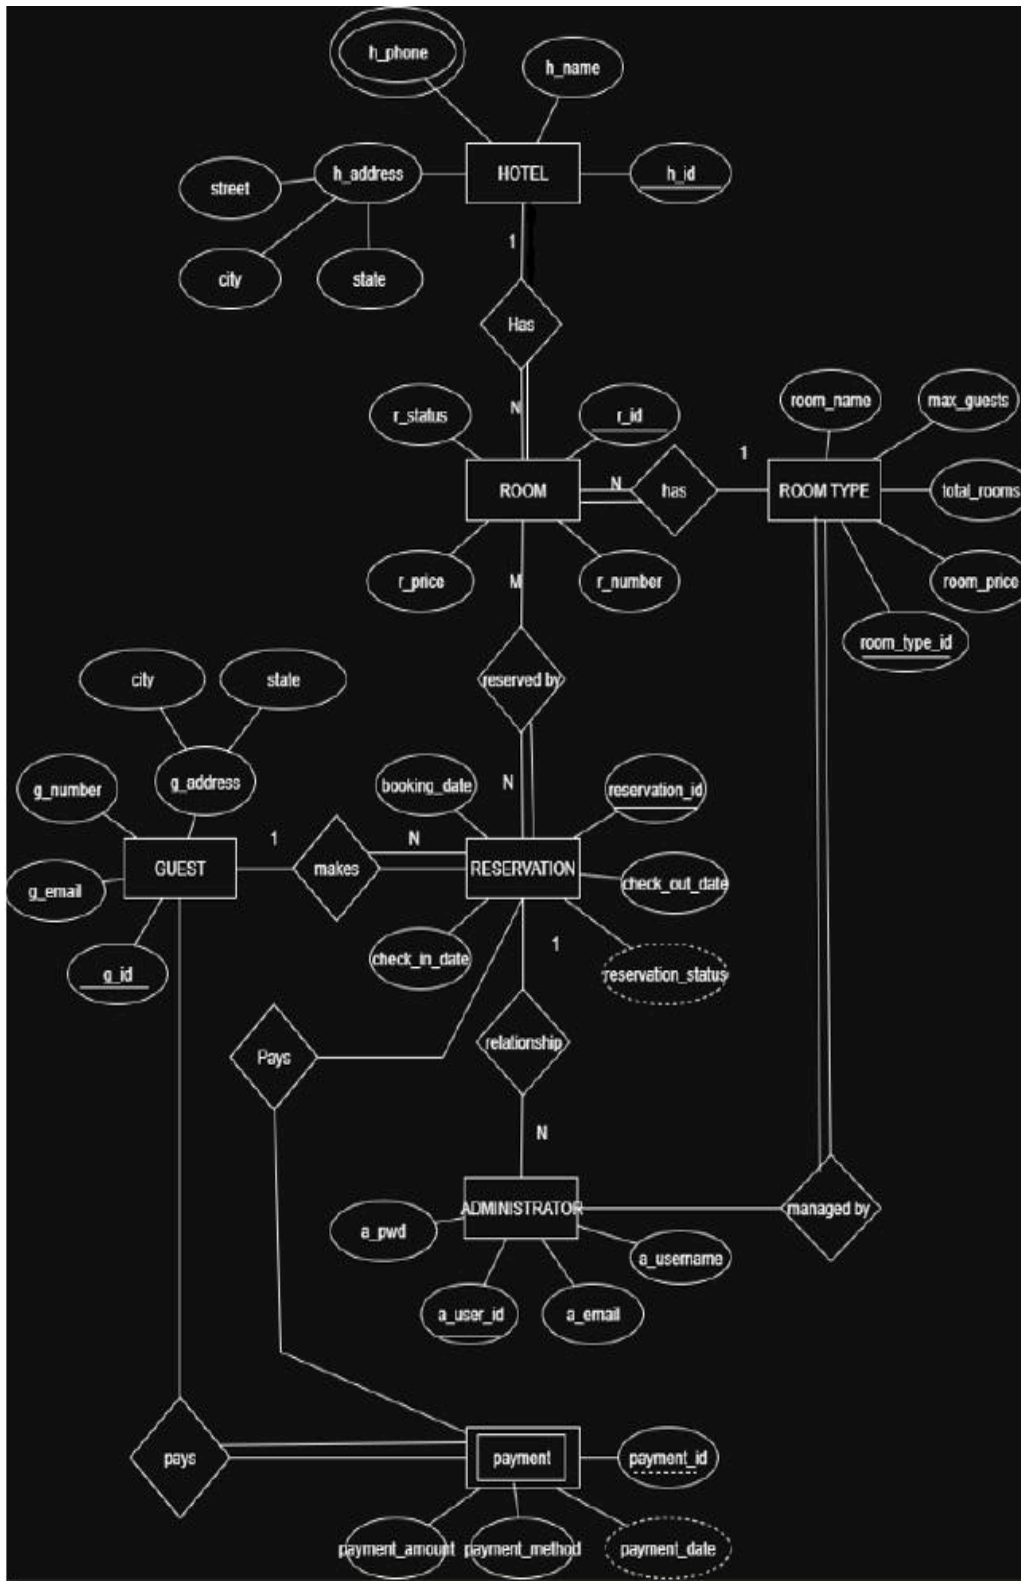 h_phone
h_name
h_address
HOTEL
h_id
street
city
state
1
Has
N
r_status
r_id
room_name
max_guests
1
ROOM
N
has
ROOM TYPE
total_rooms
r_price
M
r_number
room_price
room_type_id
city
state
reserved by
g_number
g_address
booking_date
N
reservation_id
1
N
GUEST
makes
RESERVATION
g_email
check_out_date
g_id
check_in_date
1
reservation_status
Pays
relationship
N
ADMINISTRATOR
managed by
a_pwd
a_username
a_user_id
a_email
pays
payment
payment_id
payment_amount
payment_method
payment_date